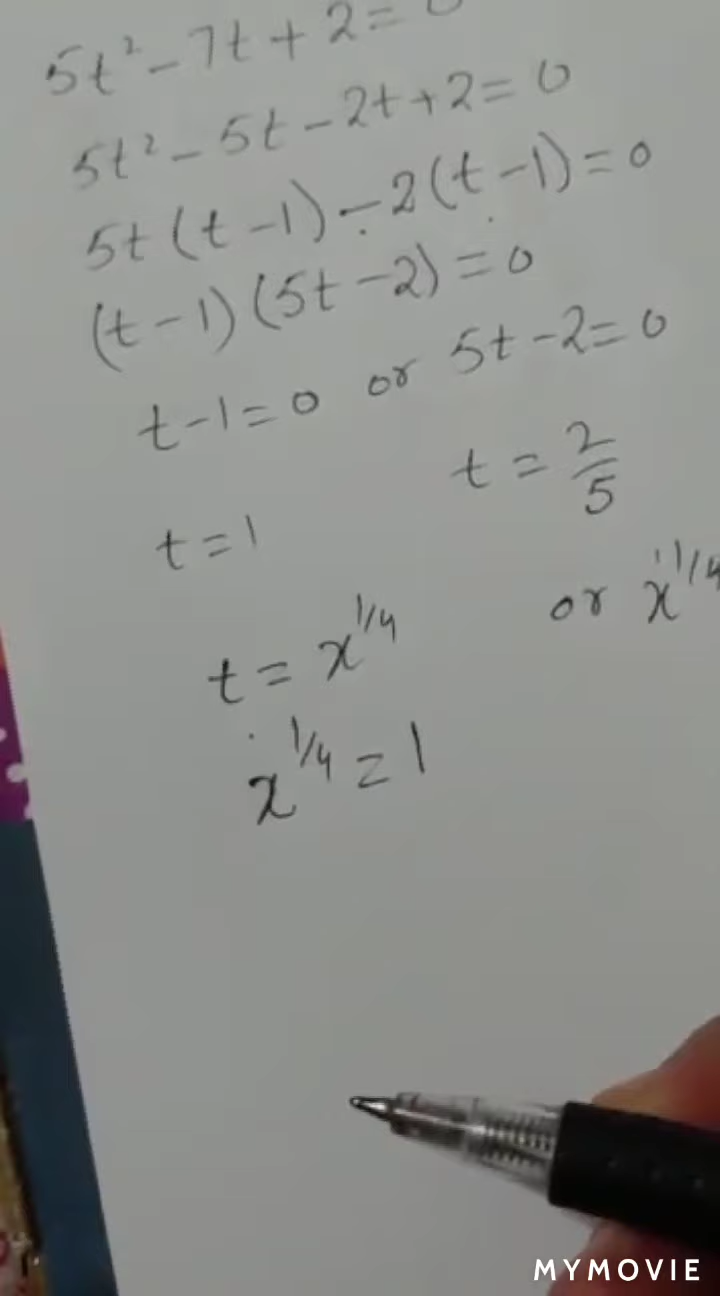 5t² - 7t + 2 = 0
5t² - 5t - 2t + 2 = 0
5t (t - 1) - 2 (t - 1) = 0
(t - 1) (5t - 2) = 0
t - 1 = 0 or 5t - 2 = 0
t = 1 t = 2/5
t = x^1/4 or x^1/4
x^1/4 = 1
MYMOVIE